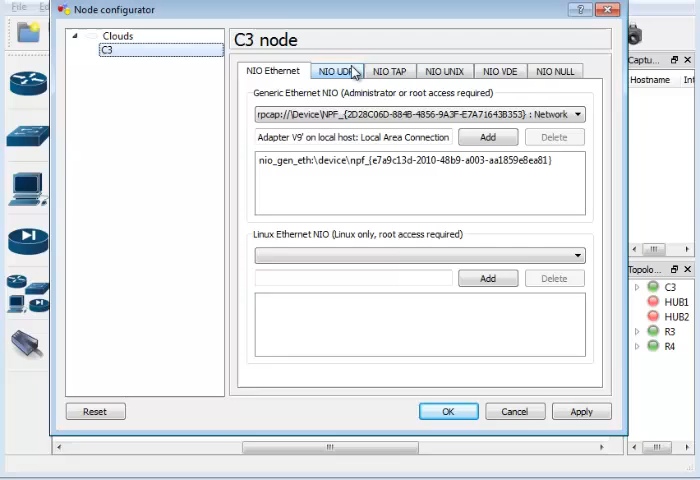 File
Node configurator
Clouds
C3
C3 node
NIO Ethernet
NIO UDP
NIO TAP
NIO UNIX
NIO VDE
NIO NULL
Generic Ethernet NIO (Administrator or root access required)
rpcap://\Device\NPF_{2D28C06D-884B-4856-9A3F-E7A71643B353} : Network
Adapter V9' on local host: Local Area Connection
Add
Delete
nio_gen_eth:\device\npf_{e7a9c13d-2010-48b9-a003-aa1859e8ea81}
Linux Ethernet NIO (Linux only, root access required)
Add
Delete
Reset
OK
Cancel
Apply
Captu...
Hostname
Int
Topolo...
C3
HUB1
HUB2
R3
R4